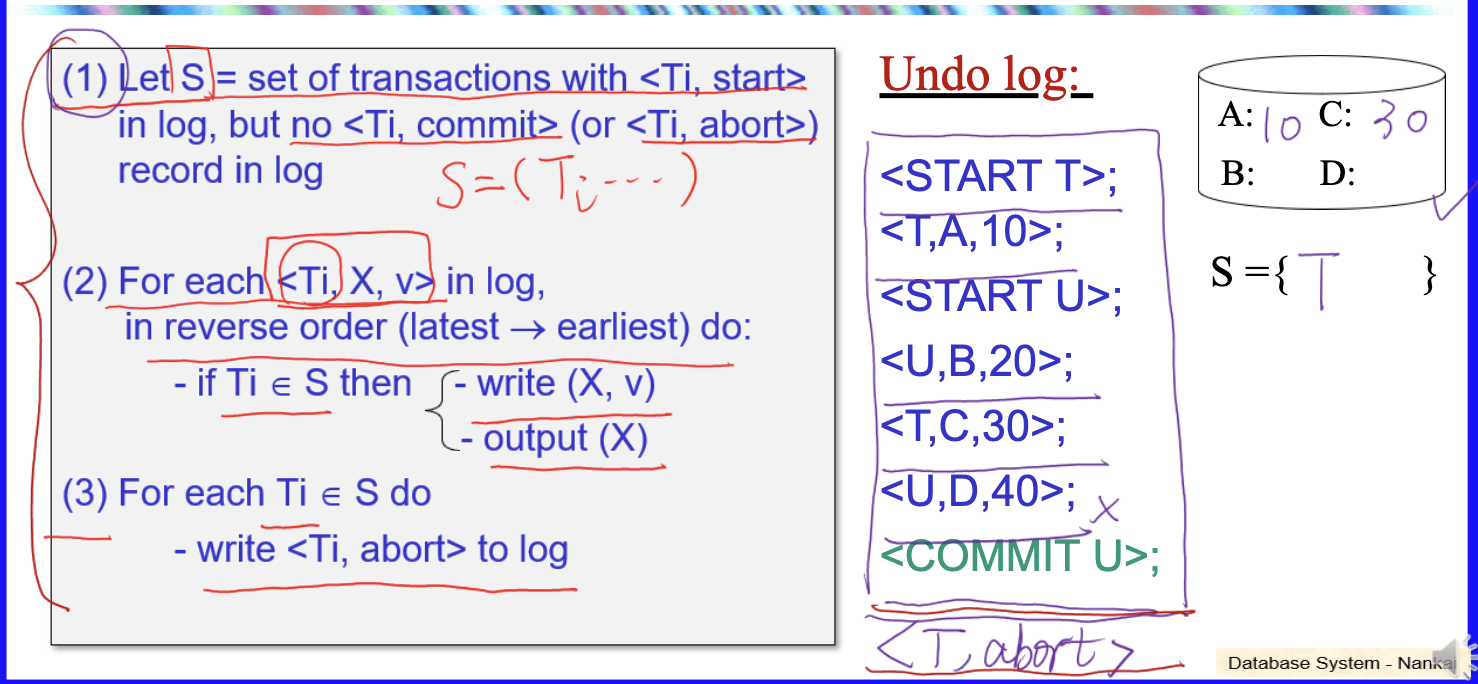 (1) Let S = set of transactions with <Ti, start>
in log, but no <Ti, commit> (or <Ti, abort>)
record in log
S=(Ti---)
(2) For each <Ti, X, v> in log,
in reverse order (latest → earliest) do:
- if Ti ∈ S then
- write (X, v)
- output (X)
(3) For each Ti ∈ S do
- write <Ti, abort> to log
Undo log:
<START T>;
<T,A,10>;
<START U>;
<U,B,20>;
<T,C,30>;
<U,D,40>; x
<COMMIT U>;
<T, abort>
A: 10 C: 30
B: D:
S ={ T }
Database System - Nankai